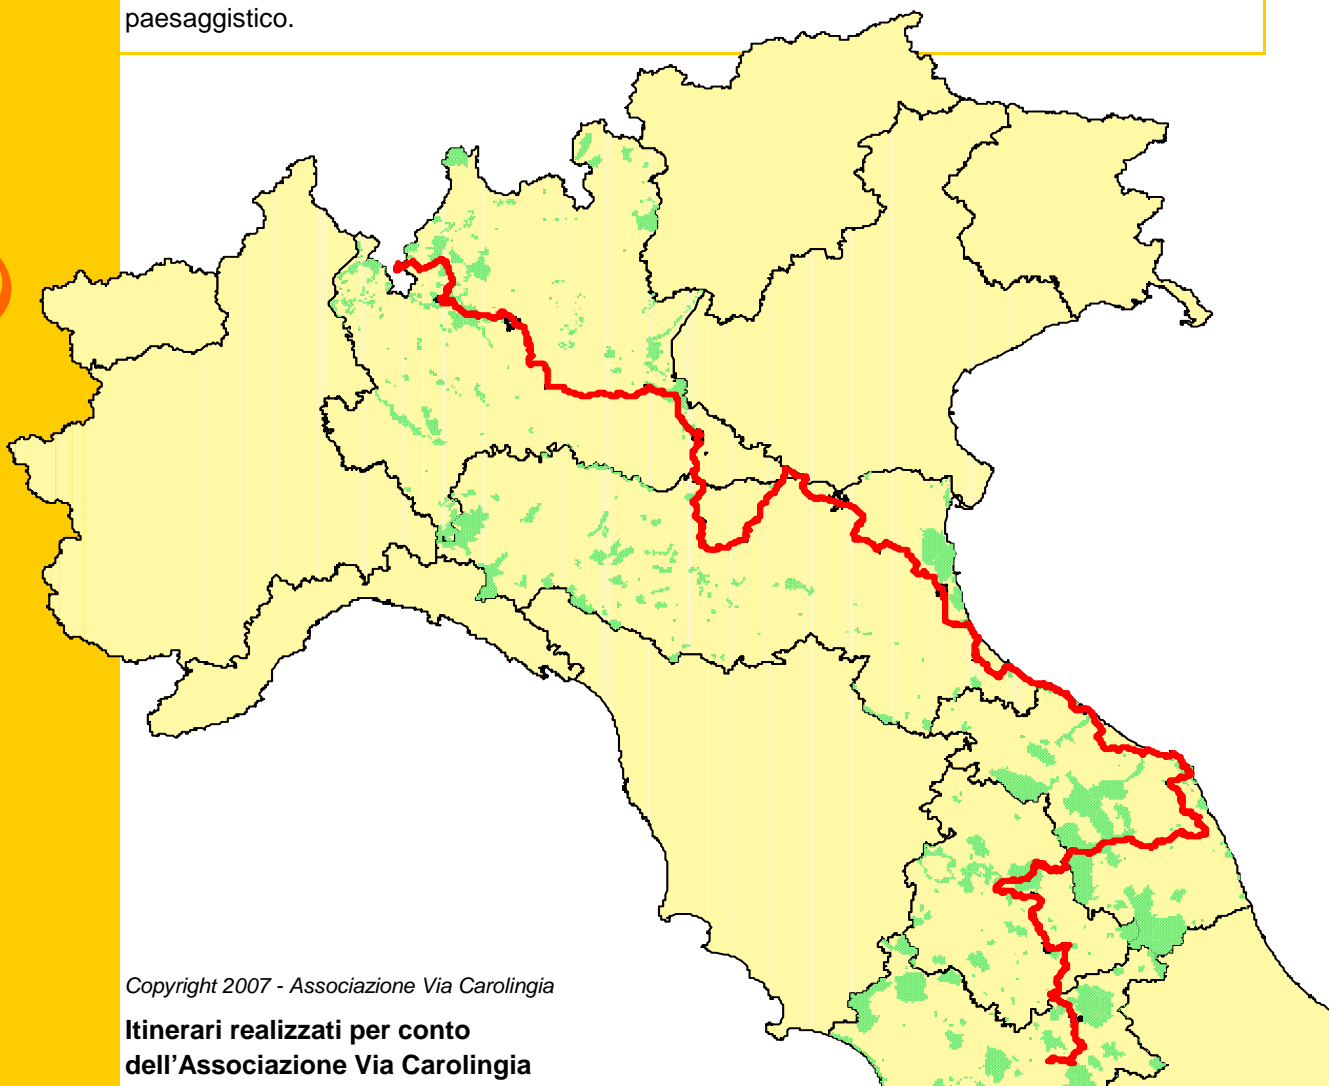 paesaggistico.
Copyright 2007 - Associazione Via Carolingia
Itinerari realizzati per conto
dell’Associazione Via Carolingia